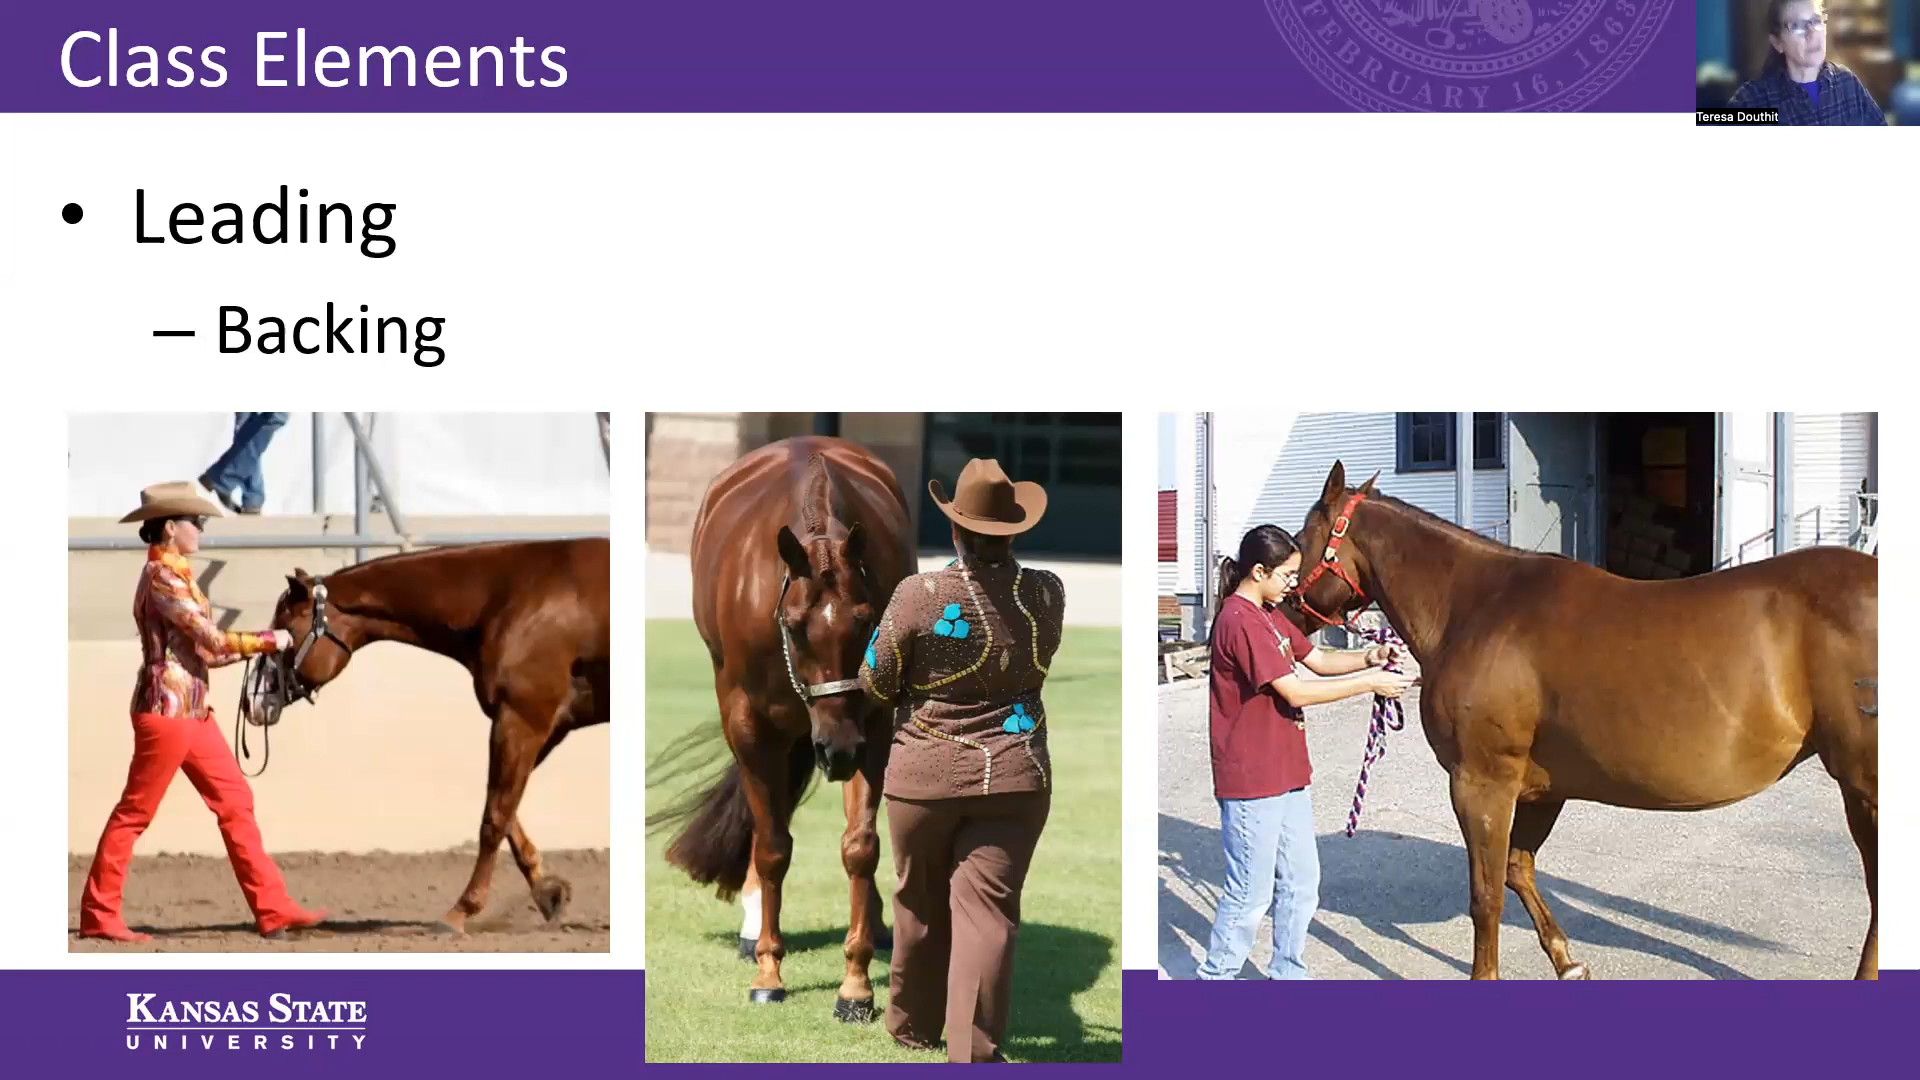 Class Elements
FEBRUARY 16, 1863
Teresa Douthit
• Leading
– Backing
KANSAS STATE
UNIVERSITY